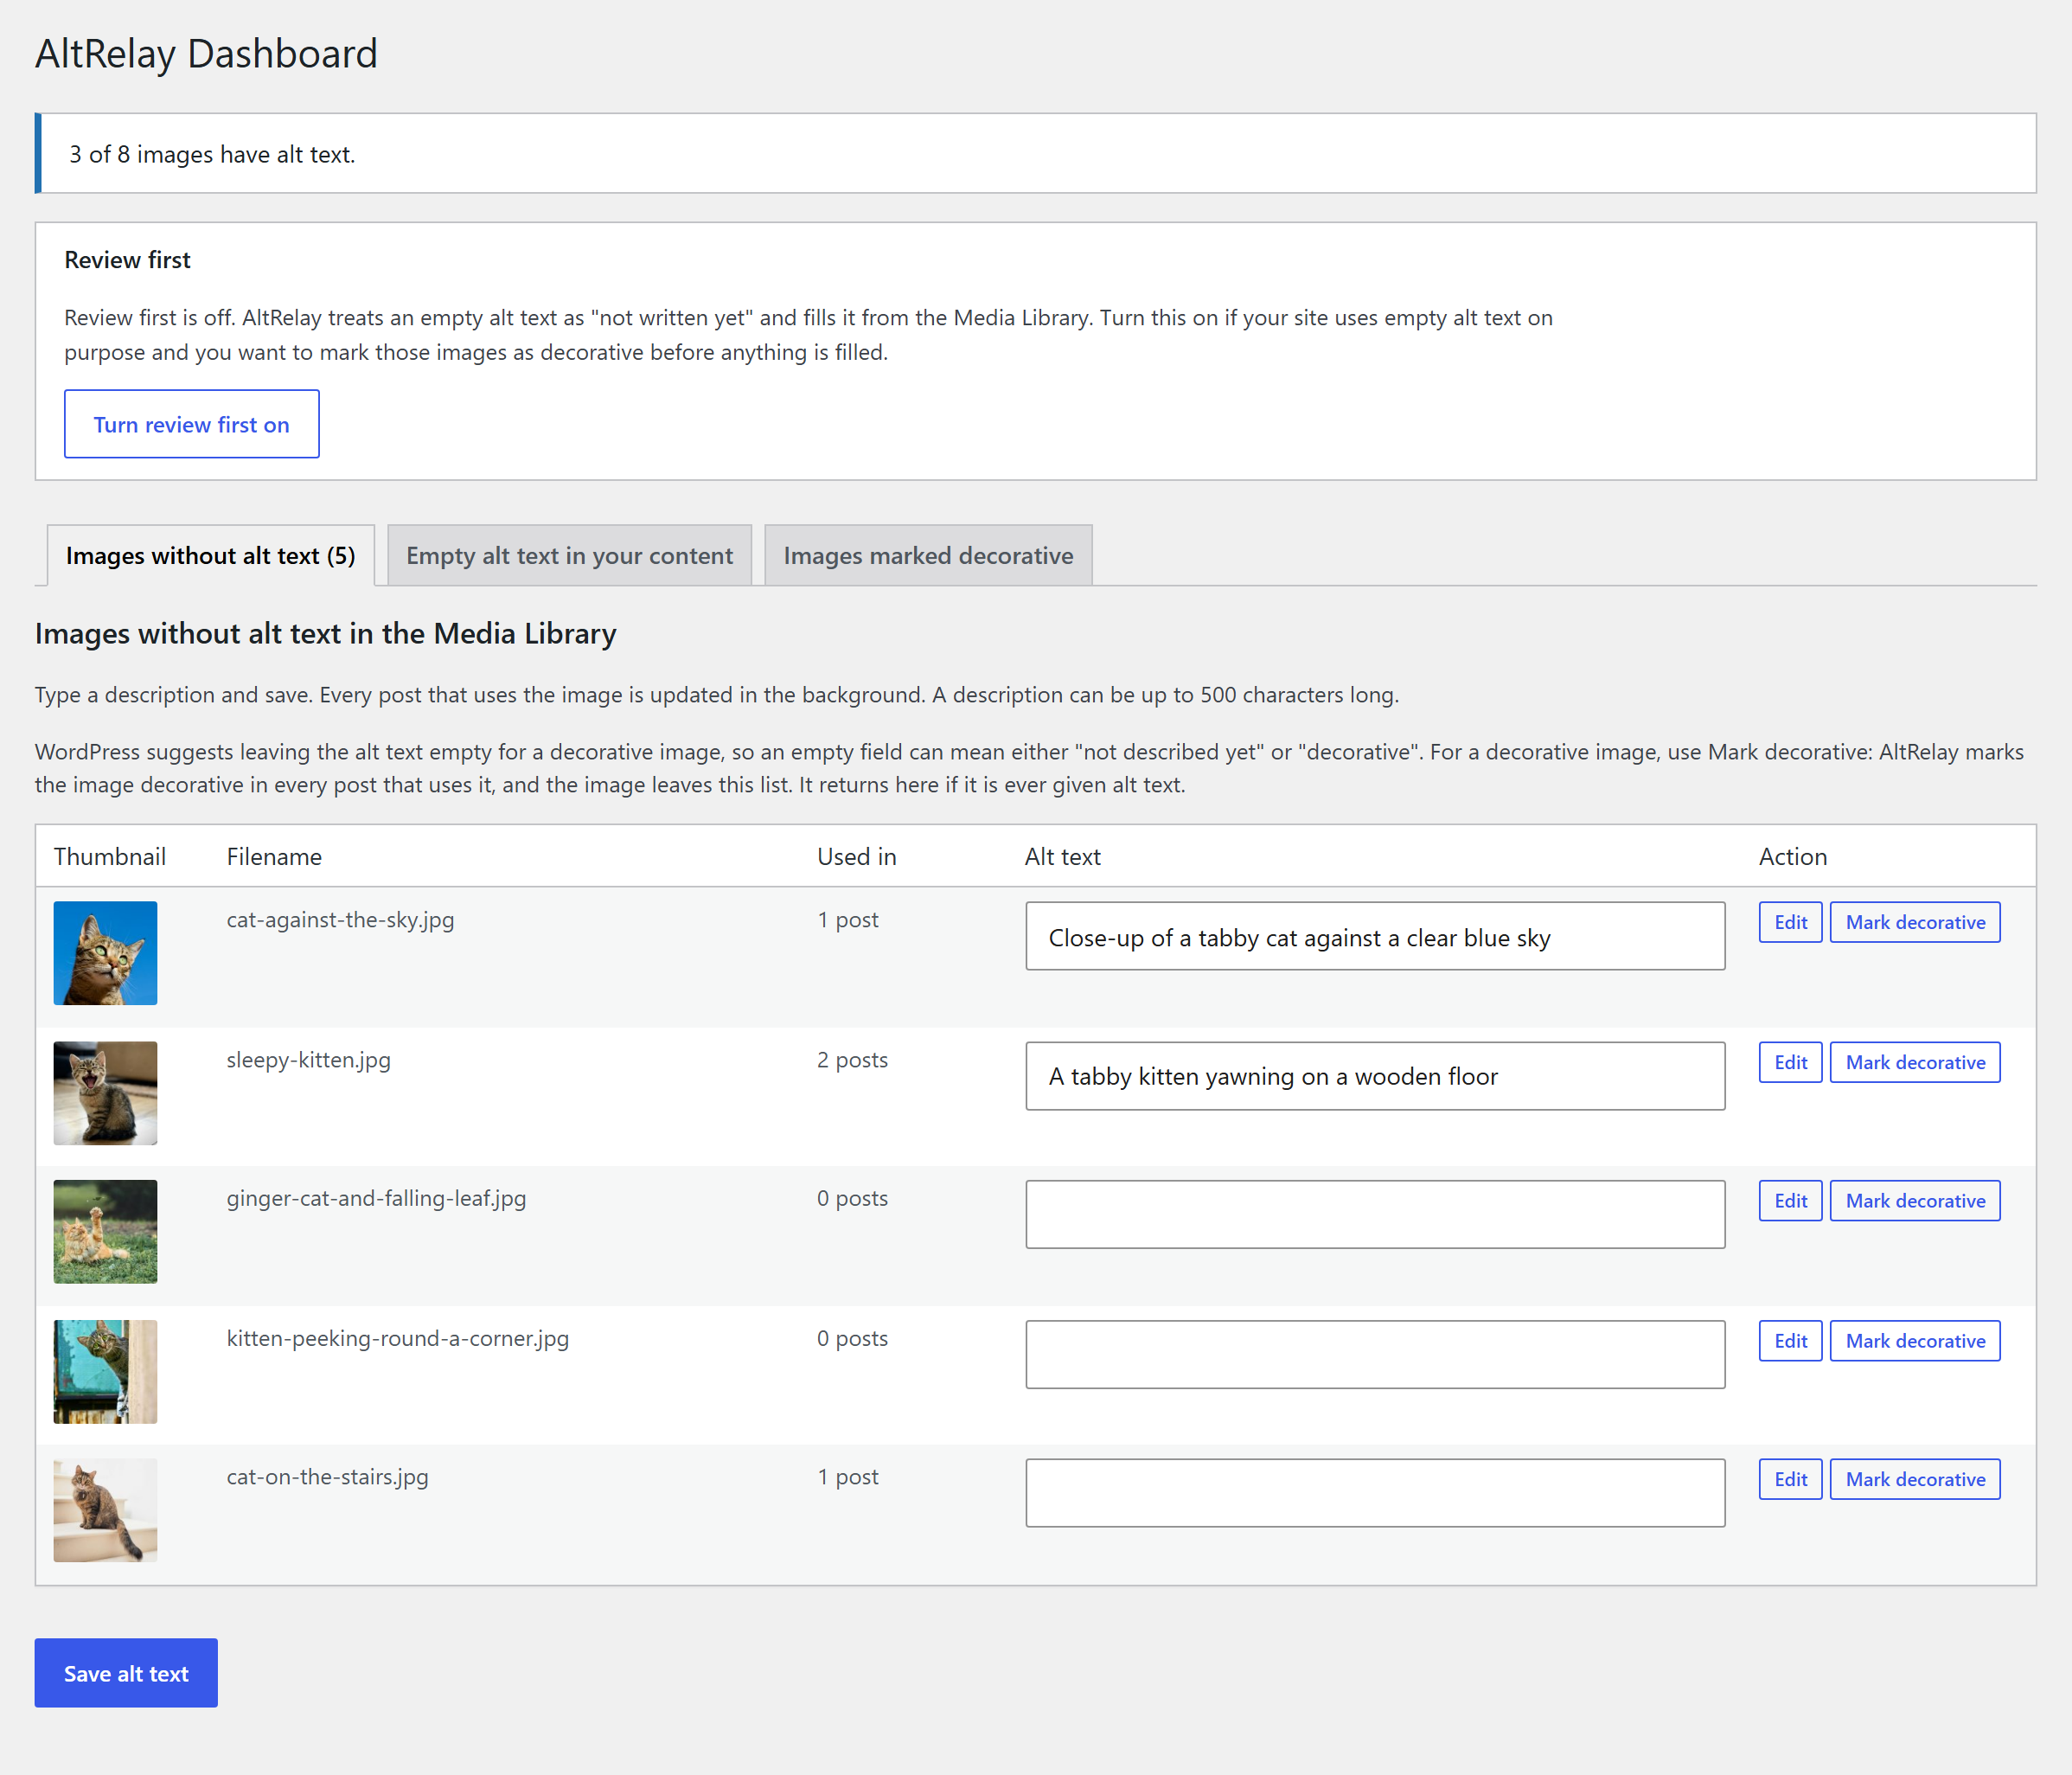 AltRelay Dashboard
3 of 8 images have alt text.
Review first
Review first is off. AltRelay treats an empty alt text as "not written yet" and fills it from the Media Library. Turn this on if your site uses empty alt text on
purpose and you want to mark those images as decorative before anything is filled.
Turn review first on
Images without alt text (5)
Empty alt text in your content
Images marked decorative
Images without alt text in the Media Library
Type a description and save. Every post that uses the image is updated in the background. A description can be up to 500 characters long.
WordPress suggests leaving the alt text empty for a decorative image, so an empty field can mean either "not described yet" or "decorative". For a decorative image, use Mark decorative: AltRelay marks
the image decorative in every post that uses it, and the image leaves this list. It returns here if it is ever given alt text.
Thumbnail Filename Used in Alt text Action
cat-against-the-sky.jpg 1 post Close-up of a tabby cat against a clear blue sky Edit Mark decorative
sleepy-kitten.jpg 2 posts A tabby kitten yawning on a wooden floor Edit Mark decorative
ginger-cat-and-falling-leaf.jpg 0 posts Edit Mark decorative
kitten-peeking-round-a-corner.jpg 0 posts Edit Mark decorative
cat-on-the-stairs.jpg 1 post Edit Mark decorative
Save alt text